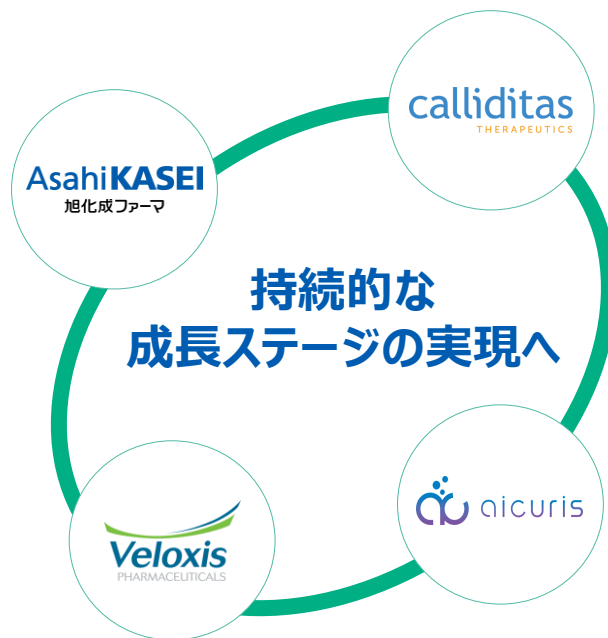 calliditas
THERAPEUTICS
AsahiKASEI
旭化成ファーマ
持続的な
成長ステージの実現へ
aicuris
Veloxis
PHARMACEUTICALS